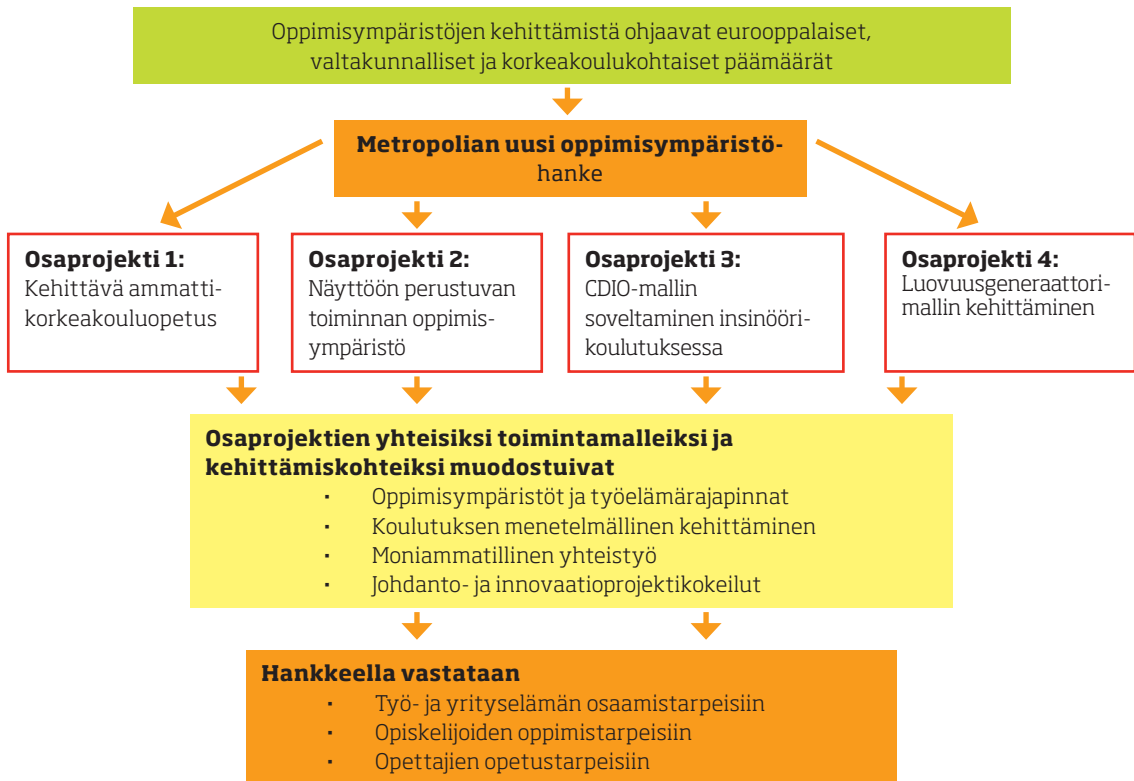 Oppimisympäristöjen kehittämistä ohjaavat eurooppalaiset,
valtakunnalliset ja korkeakoulukohtaiset päämäärät
Metropolian uusi oppimisympäristö-
hanke
Osaprojekti 1:
Kehittävä ammatti-
korkeakouluopetus
Osaprojekti 2:
Näyttöön perustuvan
toiminnan oppimis-
ympäristö
Osaprojekti 3:
CDIO-mallin
soveltaminen insinööri-
koulutuksessa
Osaprojekti 4:
Luovuusgeneraattori-
mallin kehittäminen
Osaprojektien yhteisiksi toimintamalleiksi ja
kehittämiskohteiksi muodostuivat
· Oppimisympäristöt ja työelämärajapinnat
· Koulutuksen menetelmällinen kehittäminen
· Moniammatillinen yhteistyö
· Johdanto- ja innovaatioprojektikokeilut
Hankkeella vastataan
· Työ- ja yrityselämän osaamistarpeisiin
· Opiskelijoiden oppimistarpeisiin
· Opettajien opetustarpeisiin